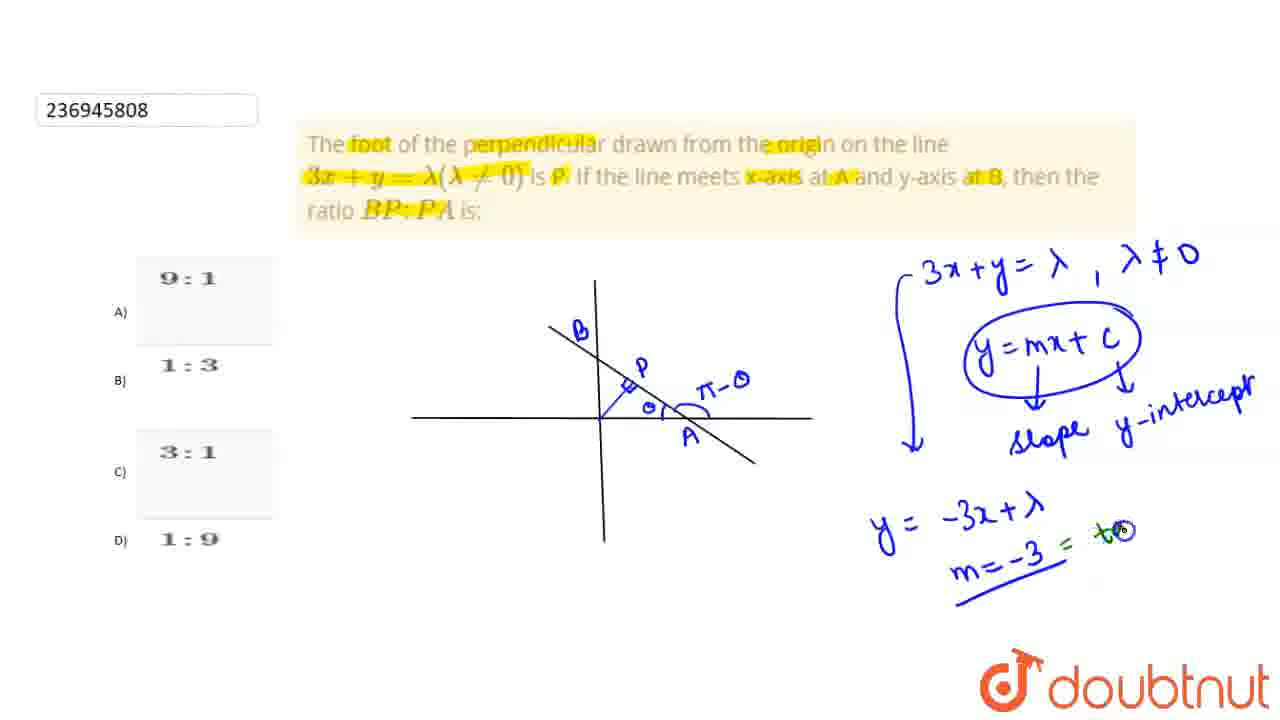 236945808
The foot of the perpendicular drawn from the origin on the line
3x + y = λ(λ ≠ 0) is P. If the line meets x-axis at A and y-axis at B, then the
ratio BP : PA is:
A) 9 : 1
B) 1 : 3
C) 3 : 1
D) 1 : 9
B
P
θ
π-θ
A
3x+y = λ , λ ≠ 0
y = mx + c
slope y-intercept
y = -3x+λ
m = -3 =
doubtnut